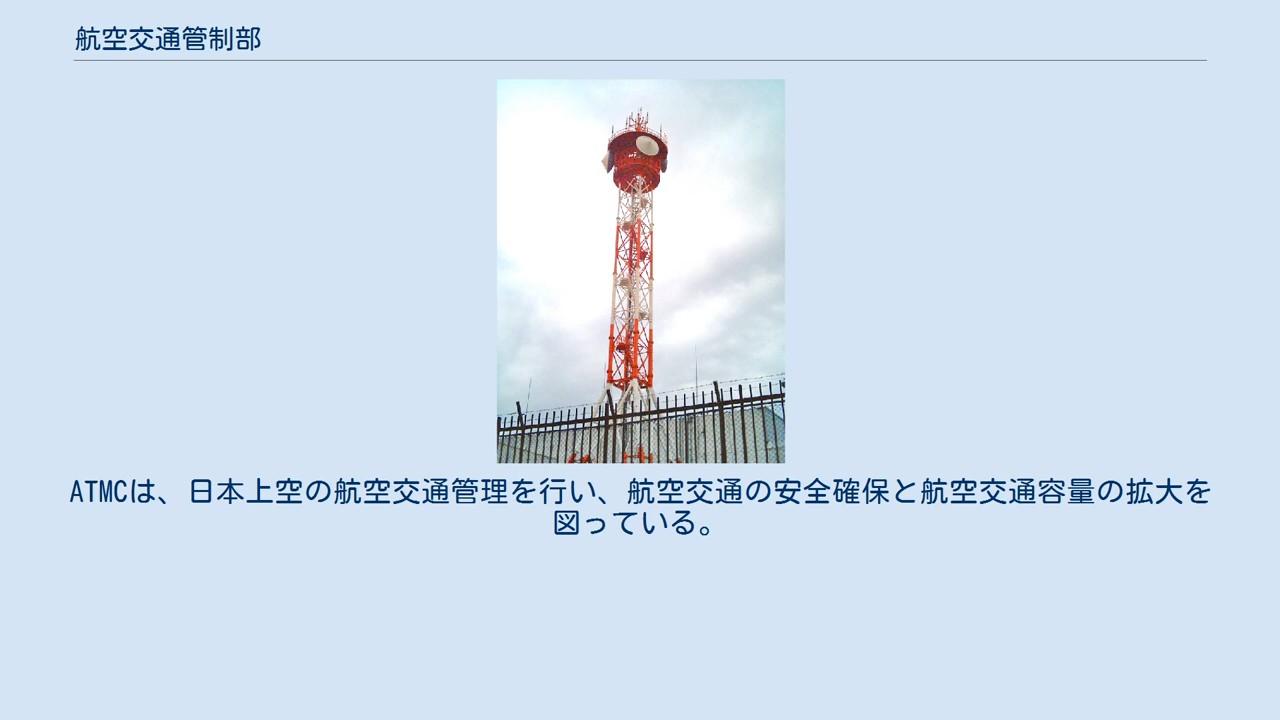 航空交通管制部
ATMCは、日本上空の航空交通管理を行い、航空交通の安全確保と航空交通容量の拡大を
図っている。